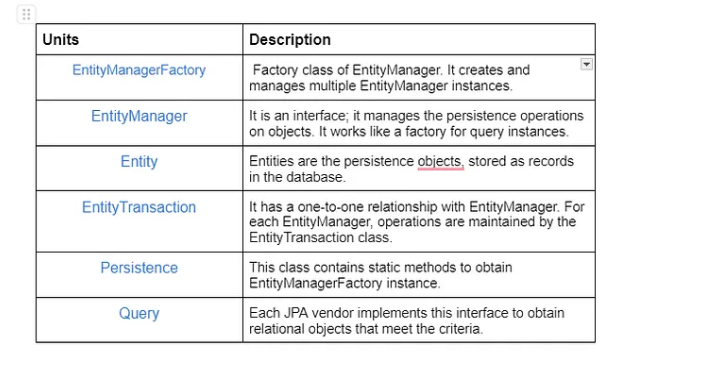 Units
Description
EntityManagerFactory
Factory class of EntityManager. It creates and
manages multiple EntityManager instances.
EntityManager
It is an interface; it manages the persistence operations
on objects. It works like a factory for query instances.
Entity
Entities are the persistence objects, stored as records
in the database.
EntityTransaction
It has a one-to-one relationship with EntityManager. For
each EntityManager, operations are maintained by the
EntityTransaction class.
Persistence
This class contains static methods to obtain
EntityManagerFactory instance.
Query
Each JPA vendor implements this interface to obtain
relational objects that meet the criteria.